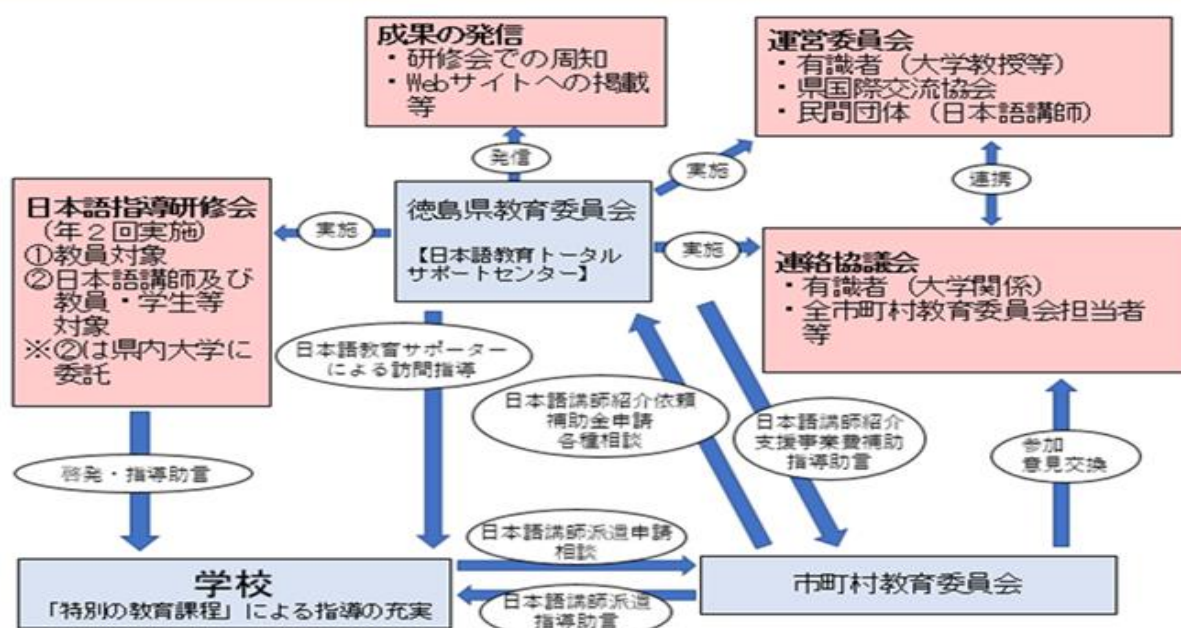 成果の発信
・研修会での周知
・Webサイトへの掲載
等
運営委員会
・有識者（大学教授等）
・県国際交流協会
・民間団体（日本語講師）
発信
実施
連携
日本語指導研修会
（年２回実施）
①教員対象
②日本語講師及び
教員・学生等
対象
※②は県内大学に
委託
実施
徳島県教育委員会
【日本語教育トータル
サポートセンター】
実施
連絡協議会
・有識者（大学関係）
・全市町村教育委員会担当者
等
日本語教育サポーター
による訪問指導
日本語講師紹介依頼
補助金申請
各種相談
日本語講師紹介
支援事業費補助
指導助言
参加
意見交換
啓発・指導助言
日本語講師派遣申請
相談
学校
「特別の教育課程」による指導の充実
市町村教育委員会
日本語講師派遣
指導助言